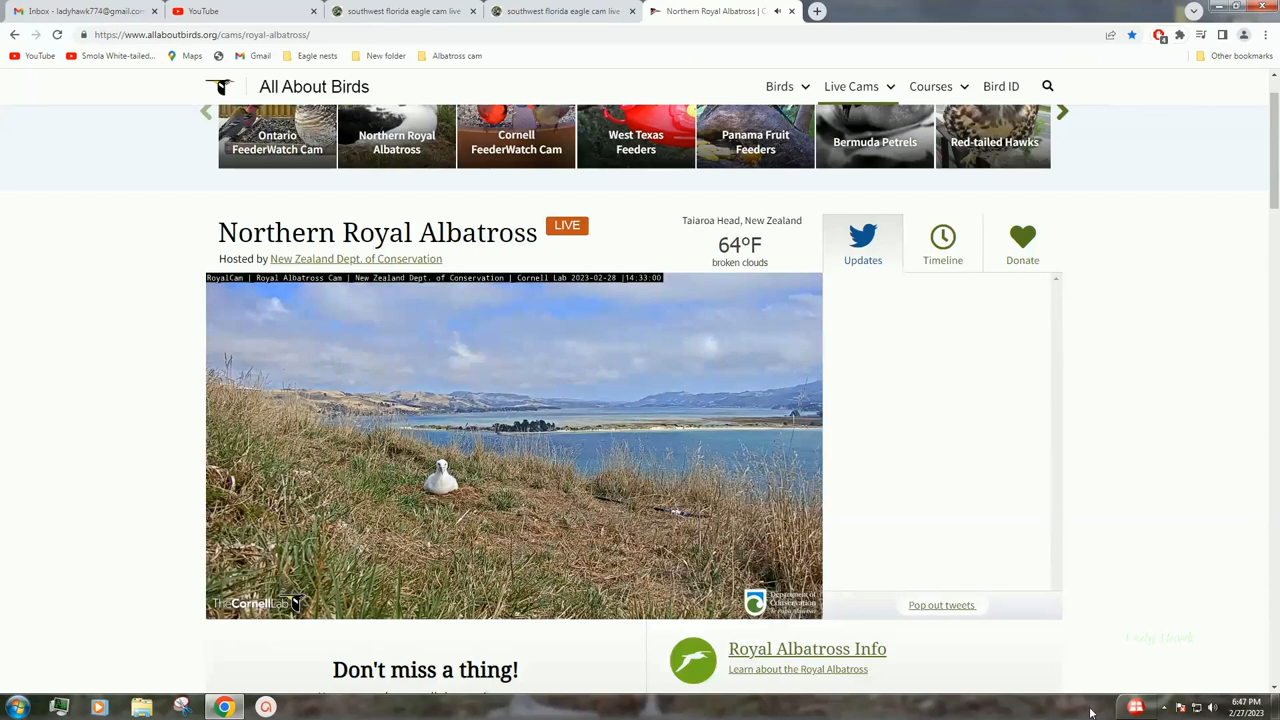 Inbox - ladyhawk774@gmail.com
YouTube
southwest florida eagle cam live
southwest florida eagle cam live
Northern Royal Albatross | C
https://www.allaboutbirds.org/cams/royal-albatross/
4
YouTube
Smola White-tailed...
Maps
Gmail
Eagle nests
New folder
Albatross cam
Other bookmarks
All About Birds
Birds
Live Cams
Courses
Bird ID
Ontario
FeederWatch Cam
Northern Royal
Albatross
Cornell
FeederWatch Cam
West Texas
Feeders
Panama Fruit
Feeders
Bermuda Petrels
Red-tailed Hawks
Northern Royal Albatross
LIVE
Hosted by New Zealand Dept. of Conservation
Taiaroa Head, New Zealand
64ºF
broken clouds
Updates
Timeline
Donate
RoyalCam | Royal Albatross Cam | New Zealand Dept. of Conservation | Cornell Lab 2023-02-28 |14:33:00
TheCornellLab
Department of
Conservation
Te Papa Atawhai
Pop out tweets
Don't miss a thing!
Royal Albatross Info
Learn about the Royal Albatross
6:47 PM
2/27/2023